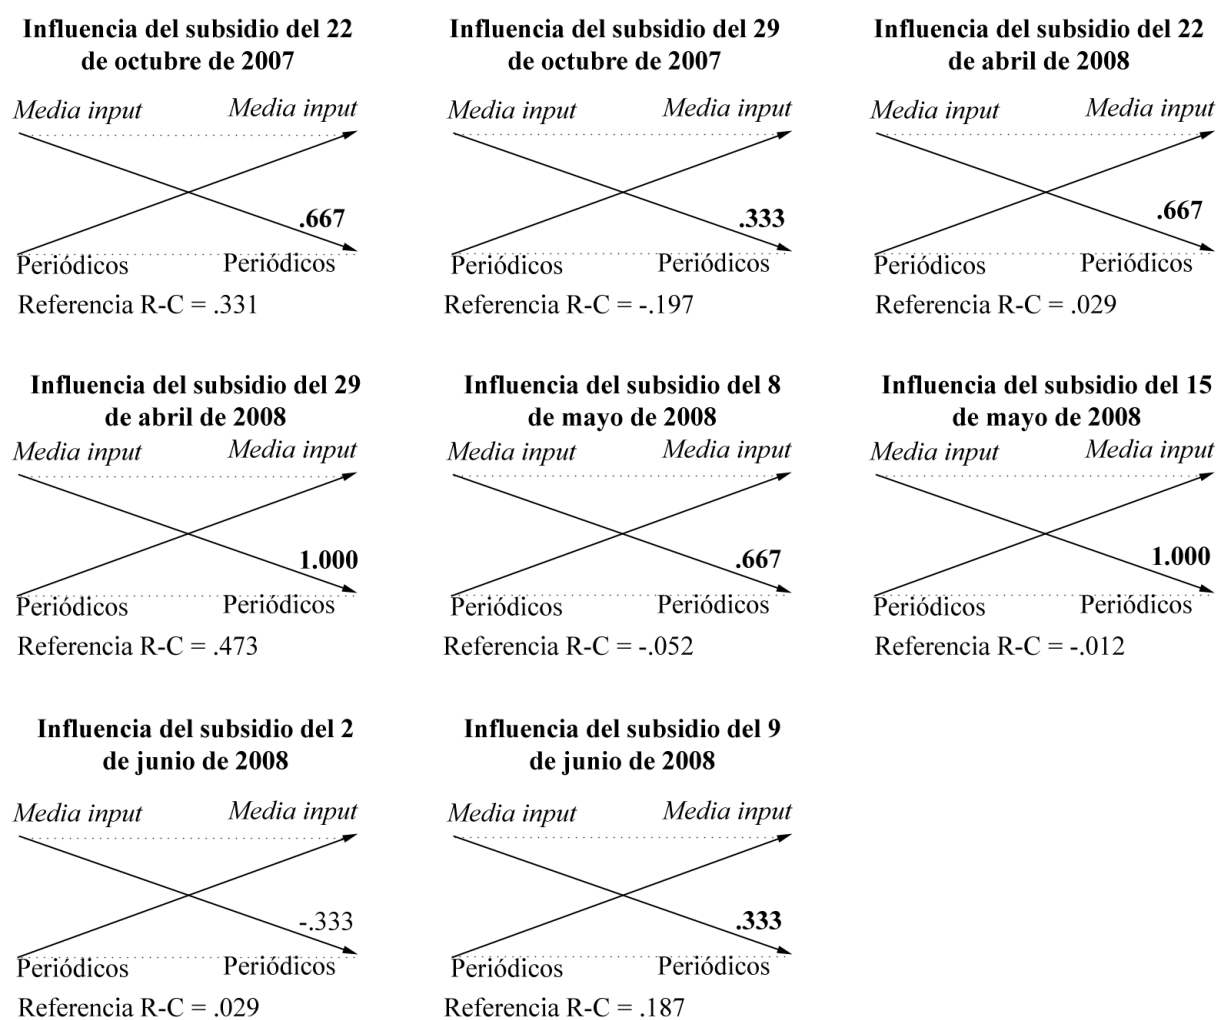 Influencia del subsidio del 22
de octubre de 2007
Media input Media input
.667
Periódicos Periódicos
Referencia R-C = .331
Influencia del subsidio del 29
de octubre de 2007
Media input Media input
.333
Periódicos Periódicos
Referencia R-C = -.197
Influencia del subsidio del 22
de abril de 2008
Media input Media input
.667
Periódicos Periódicos
Referencia R-C = .029
Influencia del subsidio del 29
de abril de 2008
Media input Media input
1.000
Periódicos Periódicos
Referencia R-C = .473
Influencia del subsidio del 8
de mayo de 2008
Media input Media input
.667
Periódicos Periódicos
Referencia R-C = -.052
Influencia del subsidio del 15
de mayo de 2008
Media input Media input
1.000
Periódicos Periódicos
Referencia R-C = -.012
Influencia del subsidio del 2
de junio de 2008
Media input Media input
-.333
Periódicos Periódicos
Referencia R-C = .029
Influencia del subsidio del 9
de junio de 2008
Media input Media input
.333
Periódicos Periódicos
Referencia R-C = .187